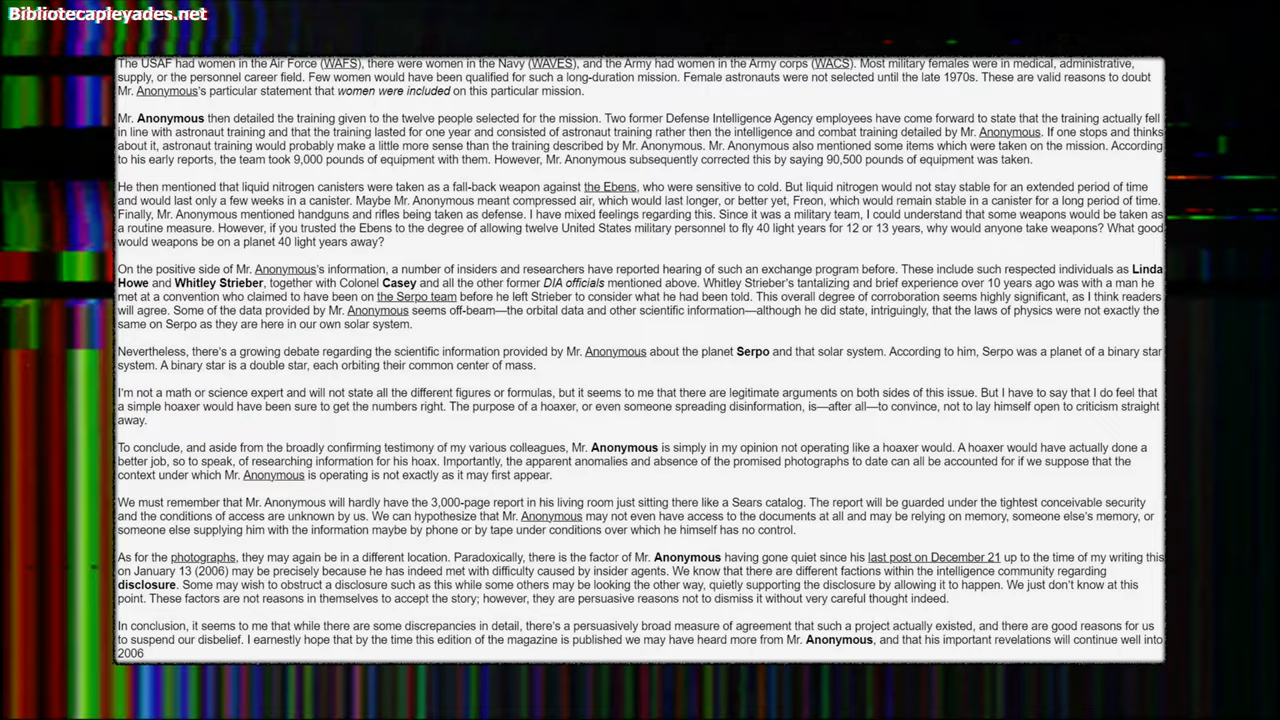 Bibliotecapleyades.net
The USAF had women in the Air Force (WAFS), there were women in the Navy (WAVES), and the Army had women in the Army corps (WACS). Most military females were in medical, administrative,
supply, or the personnel career field. Few women would have been qualified for such a long-duration mission. Female astronauts were not selected until the late 1970s. These are valid reasons to doubt
Mr. Anonymous's particular statement that women were included on this particular mission.
Mr. Anonymous then detailed the training given to the twelve people selected for the mission. Two former Defense Intelligence Agency employees have come forward to state that the training actually fell
in line with astronaut training and that the training lasted for one year and consisted of astronaut training rather then the intelligence and combat training detailed by Mr. Anonymous. If one stops and thinks
about it, astronaut training would probably make a little more sense than the training described by Mr. Anonymous. Mr. Anonymous also mentioned some items which were taken on the mission. According
to his early reports, the team took 9,000 pounds of equipment with them. However, Mr. Anonymous subsequently corrected this by saying 90,500 pounds of equipment was taken.
He then mentioned that liquid nitrogen canisters were taken as a fall-back weapon against the Ebens, who were sensitive to cold. But liquid nitrogen would not stay stable for an extended period of time
and would last only a few weeks in a canister. Maybe Mr. Anonymous meant compressed air, which would last longer, or better yet, Freon, which would remain stable in a canister for a long period of time.
Finally, Mr. Anonymous mentioned handguns and rifles being taken as defense. I have mixed feelings regarding this. Since it was a military team, I could understand that some weapons would be taken as
a routine measure. However, if you trusted the Ebens to the degree of allowing twelve United States military personnel to fly 40 light years for 12 or 13 years, why would anyone take weapons? What good
would weapons be on a planet 40 light years away?
On the positive side of Mr. Anonymous's information, a number of insiders and researchers have reported hearing of such an exchange program before. These include such respected individuals as Linda
Howe and Whitley Strieber, together with Colonel Casey and all the other former DIA officials mentioned above. Whitley Strieber's tantalizing and brief experience over 10 years ago was with a man he
met at a convention who claimed to have been on the Serpo team before he left Strieber to consider what he had been told. This overall degree of corroboration seems highly significant, as I think readers
will agree. Some of the data provided by Mr. Anonymous seems off-beam—the orbital data and other scientific information—although he did state, intriguingly, that the laws of physics were not exactly the
same on Serpo as they are here in our own solar system.
Nevertheless, there's a growing debate regarding the scientific information provided by Mr. Anonymous about the planet Serpo and that solar system. According to him, Serpo was a planet of a binary star
system. A binary star is a double star, each orbiting their common center of mass.
I'm not a math or science expert and will not state all the different figures or formulas, but it seems to me that there are legitimate arguments on both sides of this issue. But I have to say that I do feel that
a simple hoaxer would have been sure to get the numbers right. The purpose of a hoaxer, or even someone spreading disinformation, is—after all—to convince, not to lay himself open to criticism straight
away.
To conclude, and aside from the broadly confirming testimony of my various colleagues, Mr. Anonymous is simply in my opinion not operating like a hoaxer would. A hoaxer would have actually done a
better job, so to speak, of researching information for his hoax. Importantly, the apparent anomalies and absence of the promised photographs to date can all be accounted for if we suppose that the
context under which Mr. Anonymous is operating is not exactly as it may first appear.
We must remember that Mr. Anonymous will hardly have the 3,000-page report in his living room just sitting there like a Sears catalog. The report will be guarded under the tightest conceivable security
and the conditions of access are unknown by us. We can hypothesize that Mr. Anonymous may not even have access to the documents at all and may be relying on memory, someone else's memory, or
someone else supplying him with the information maybe by phone or by tape under conditions over which he himself has no control.
As for the photographs, they may again be in a different location. Paradoxically, there is the factor of Mr. Anonymous having gone quiet since his last post on December 21 up to the time of my writing this
on January 13 (2006) may be precisely because he has indeed met with difficulty caused by insider agents. We know that there are different factions within the intelligence community regarding
disclosure. Some may wish to obstruct a disclosure such as this while some others may be looking the other way, quietly supporting the disclosure by allowing it to happen. We just don't know at this
point. These factors are not reasons in themselves to accept the story; however, they are persuasive reasons not to dismiss it without very careful thought indeed.
In conclusion, it seems to me that while there are some discrepancies in detail, there's a persuasively broad measure of agreement that such a project actually existed, and there are good reasons for us
to suspend our disbelief. I earnestly hope that by the time this edition of the magazine is published we may have heard more from Mr. Anonymous, and that his important revelations will continue well into
2006